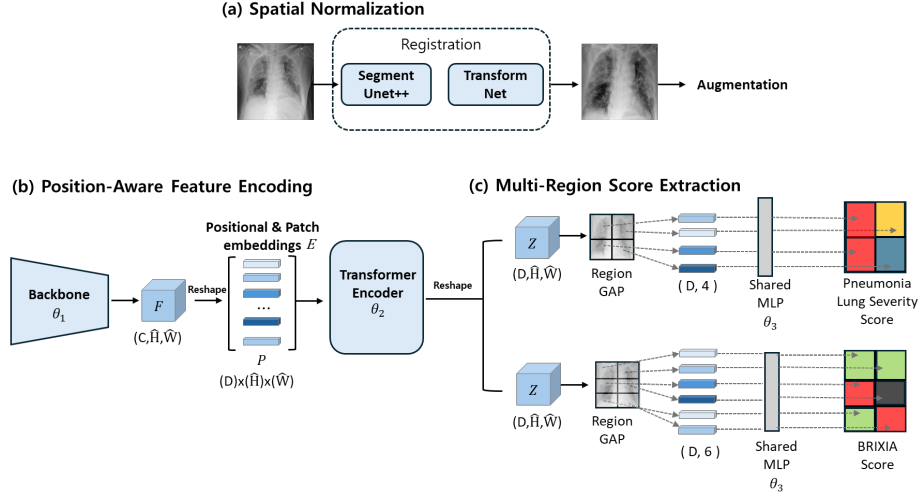 (a) Spatial Normalization
Registration
Segment
Unet++
Transform
Net
Augmentation
(b) Position-Aware Feature Encoding
Backbone
θ₁
F
(C,Ĥ,Ŵ)
Reshape
Positional & Patch
embeddings E
...
P
(D)x(Ĥ)x(Ŵ)
Transformer
Encoder
θ₂
Reshape
(c) Multi-Region Score Extraction
Z
(D,Ĥ,Ŵ)
Region
GAP
( D, 4 )
Shared
MLP
θ₃
Pneumonia
Lung Severity
Score
Z
(D,Ĥ,Ŵ)
Region
GAP
( D, 6 )
Shared
MLP
θ₃
BRIXIA
Score